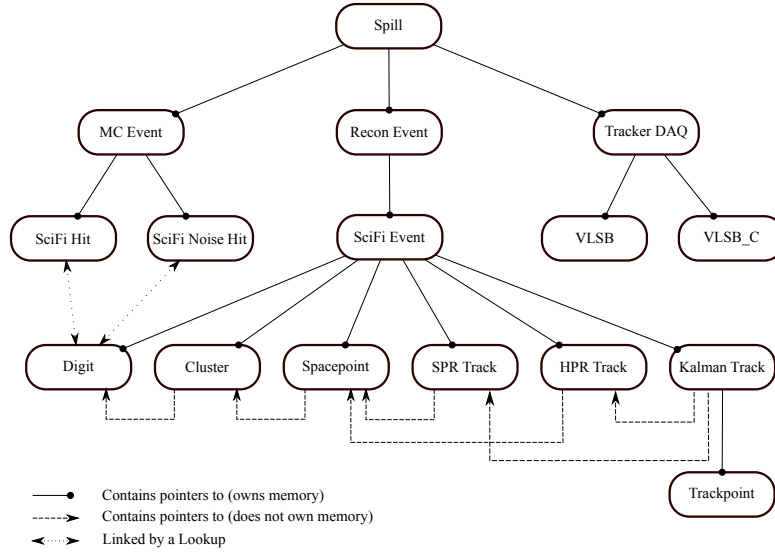 Spill
MC Event
Recon Event
Tracker DAQ
SciFi Hit
SciFi Noise Hit
SciFi Event
VLSB
VLSB_C
Digit
Cluster
Spacepoint
SPR Track
HPR Track
Kalman Track
Trackpoint
Contains pointers to (owns memory)
Contains pointers to (does not own memory)
Linked by a Lookup